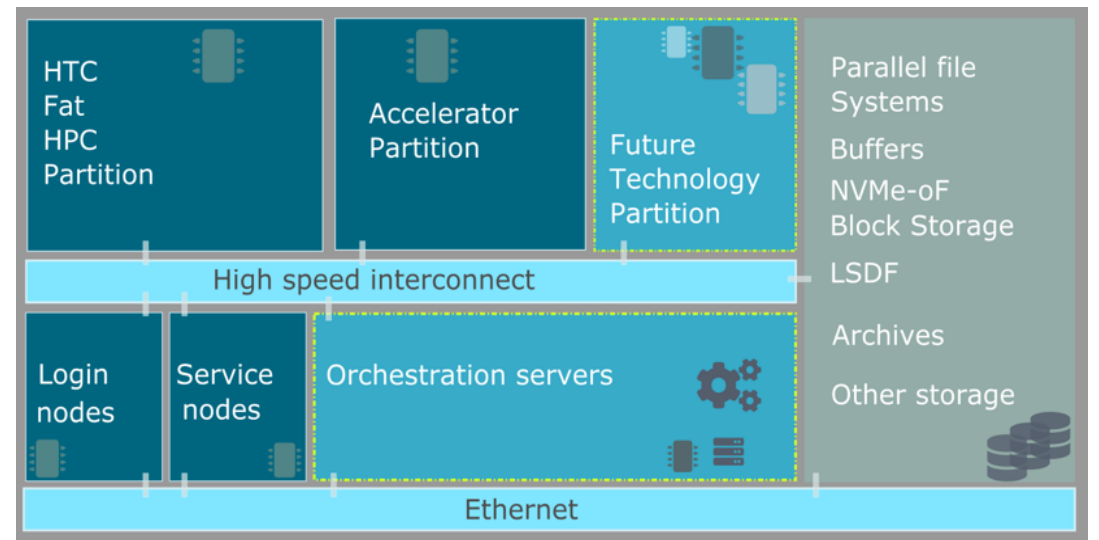 HTC
Fat
HPC
Partition
Accelerator
Partition
Future
Technology
Partition
High speed interconnect
Login
nodes
Service
nodes
Orchestration servers
Ethernet
Parallel file
Systems
Buffers
NVMe-oF
Block Storage
LSDF
Archives
Other storage